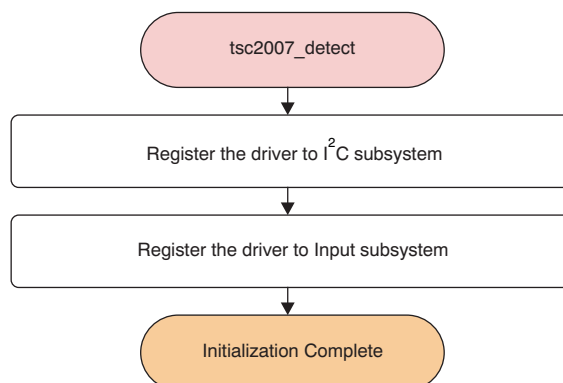 tsc2007_detect
Register the driver to I²C subsystem
Register the driver to Input subsystem
Initialization Complete